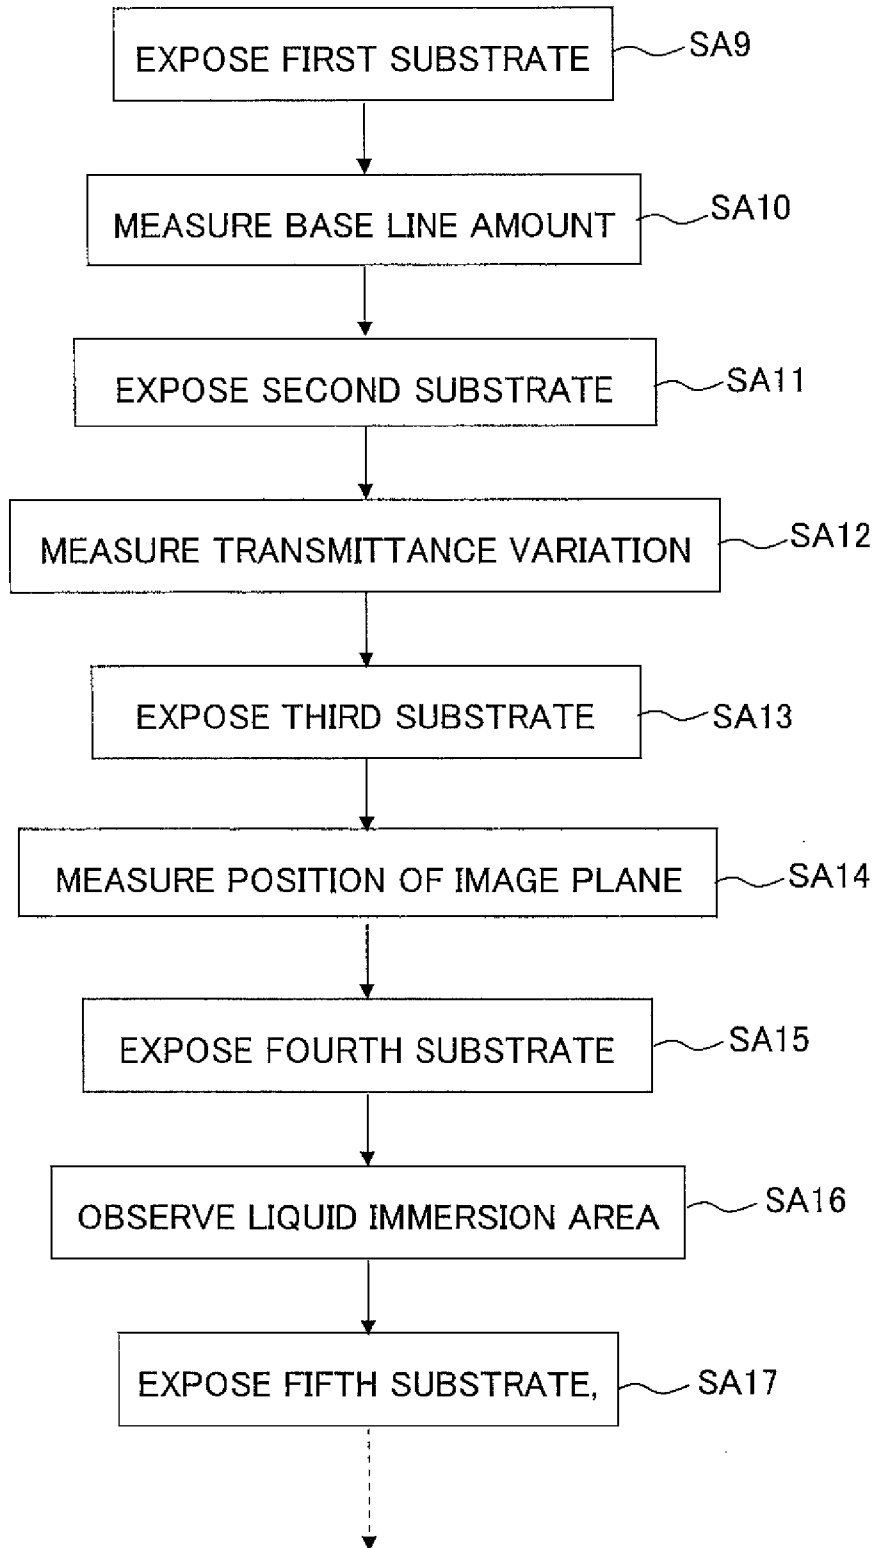 EXPOSE FIRST SUBSTRATE SA9
MEASURE BASE LINE AMOUNT SA10
EXPOSE SECOND SUBSTRATE SA11
MEASURE TRANSMITTANCE VARIATION SA12
EXPOSE THIRD SUBSTRATE SA13
MEASURE POSITION OF IMAGE PLANE SA14
EXPOSE FOURTH SUBSTRATE SA15
OBSERVE LIQUID IMMERSION AREA SA16
EXPOSE FIFTH SUBSTRATE, SA17